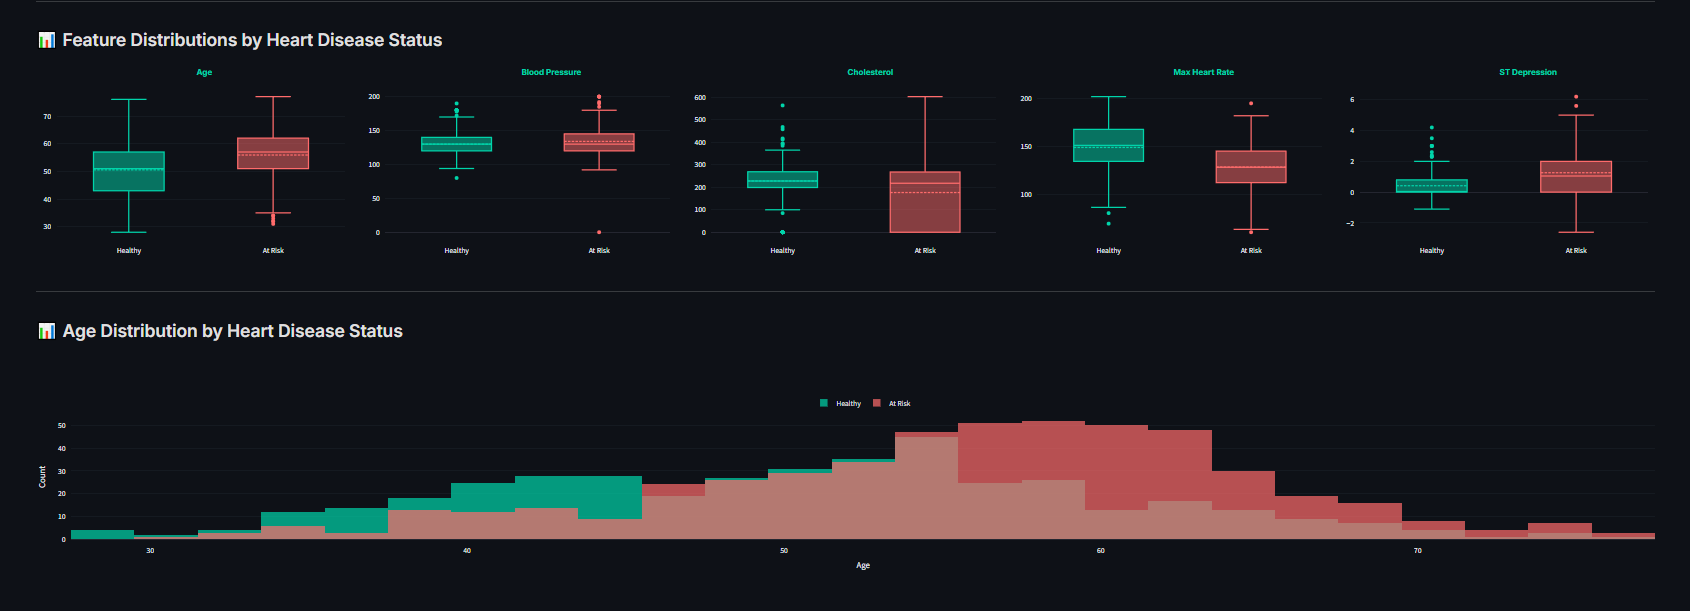 📊 Feature Distributions by Heart Disease Status
Age
Blood Pressure
Cholesterol
Max Heart Rate
ST Depression
70
60
50
40
30
Healthy
At Risk
200
150
100
50
0
Healthy
At Risk
600
500
400
300
200
100
0
Healthy
At Risk
200
150
100
Healthy
At Risk
6
4
2
0
−2
Healthy
At Risk
📊 Age Distribution by Heart Disease Status
Healthy
At Risk
Count
50
40
30
20
10
0
30
40
50
60
70
Age